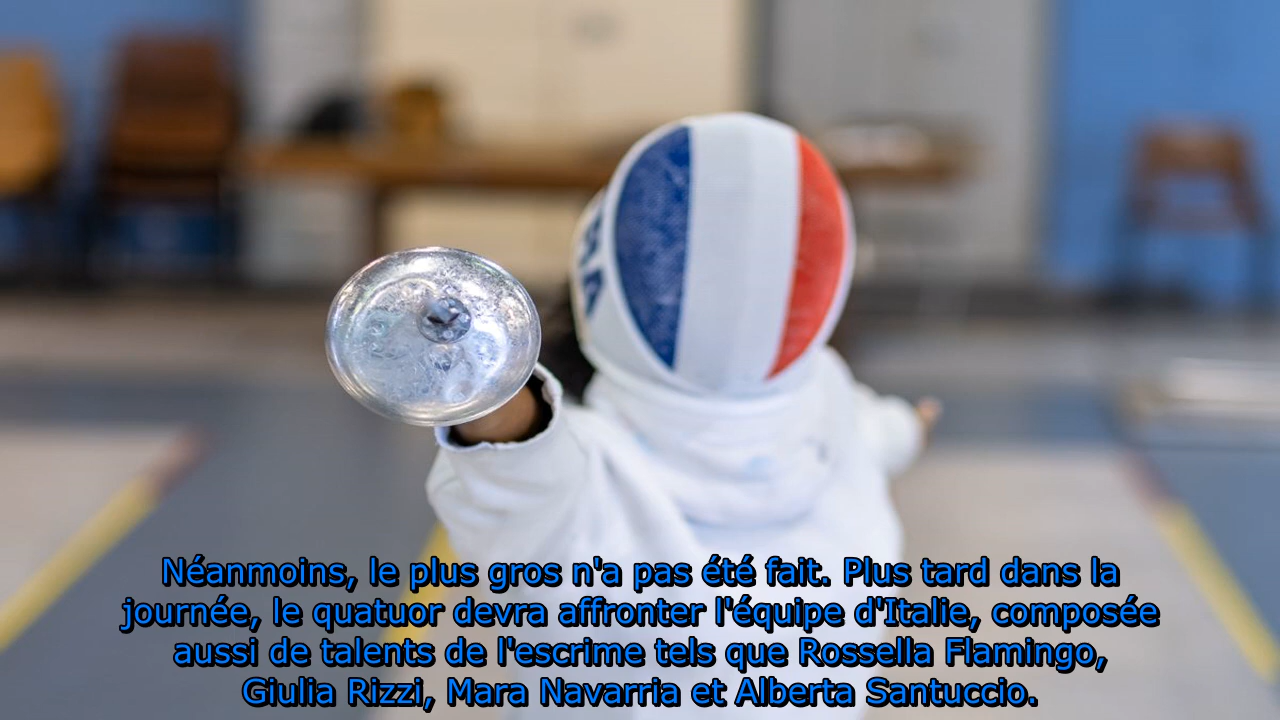 Néanmoins, le plus gros n'a pas été fait. Plus tard dans la
journée, le quatuor devra affronter l'équipe d'Italie, composée
aussi de talents de l'escrime tels que Rossella Flamingo,
Giulia Rizzi, Mara Navarria et Alberta Santuccio.